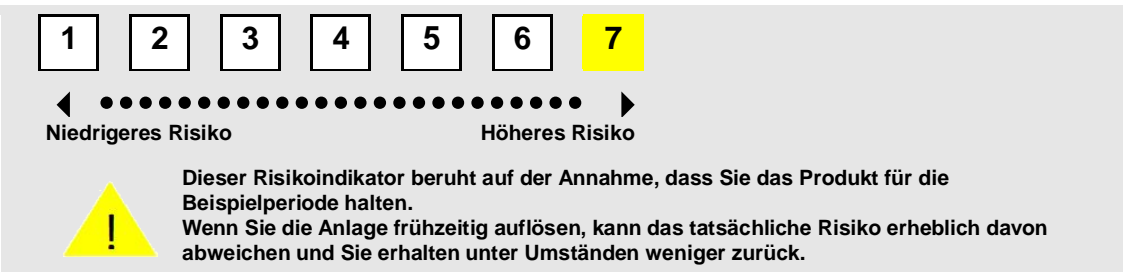 1 2 3 4 5 6 7
Niedrigeres Risiko Höheres Risiko
Dieser Risikoindikator beruht auf der Annahme, dass Sie das Produkt für die
Beispielperiode halten.
Wenn Sie die Anlage frühzeitig auflösen, kann das tatsächliche Risiko erheblich davon
abweichen und Sie erhalten unter Umständen weniger zurück.
!